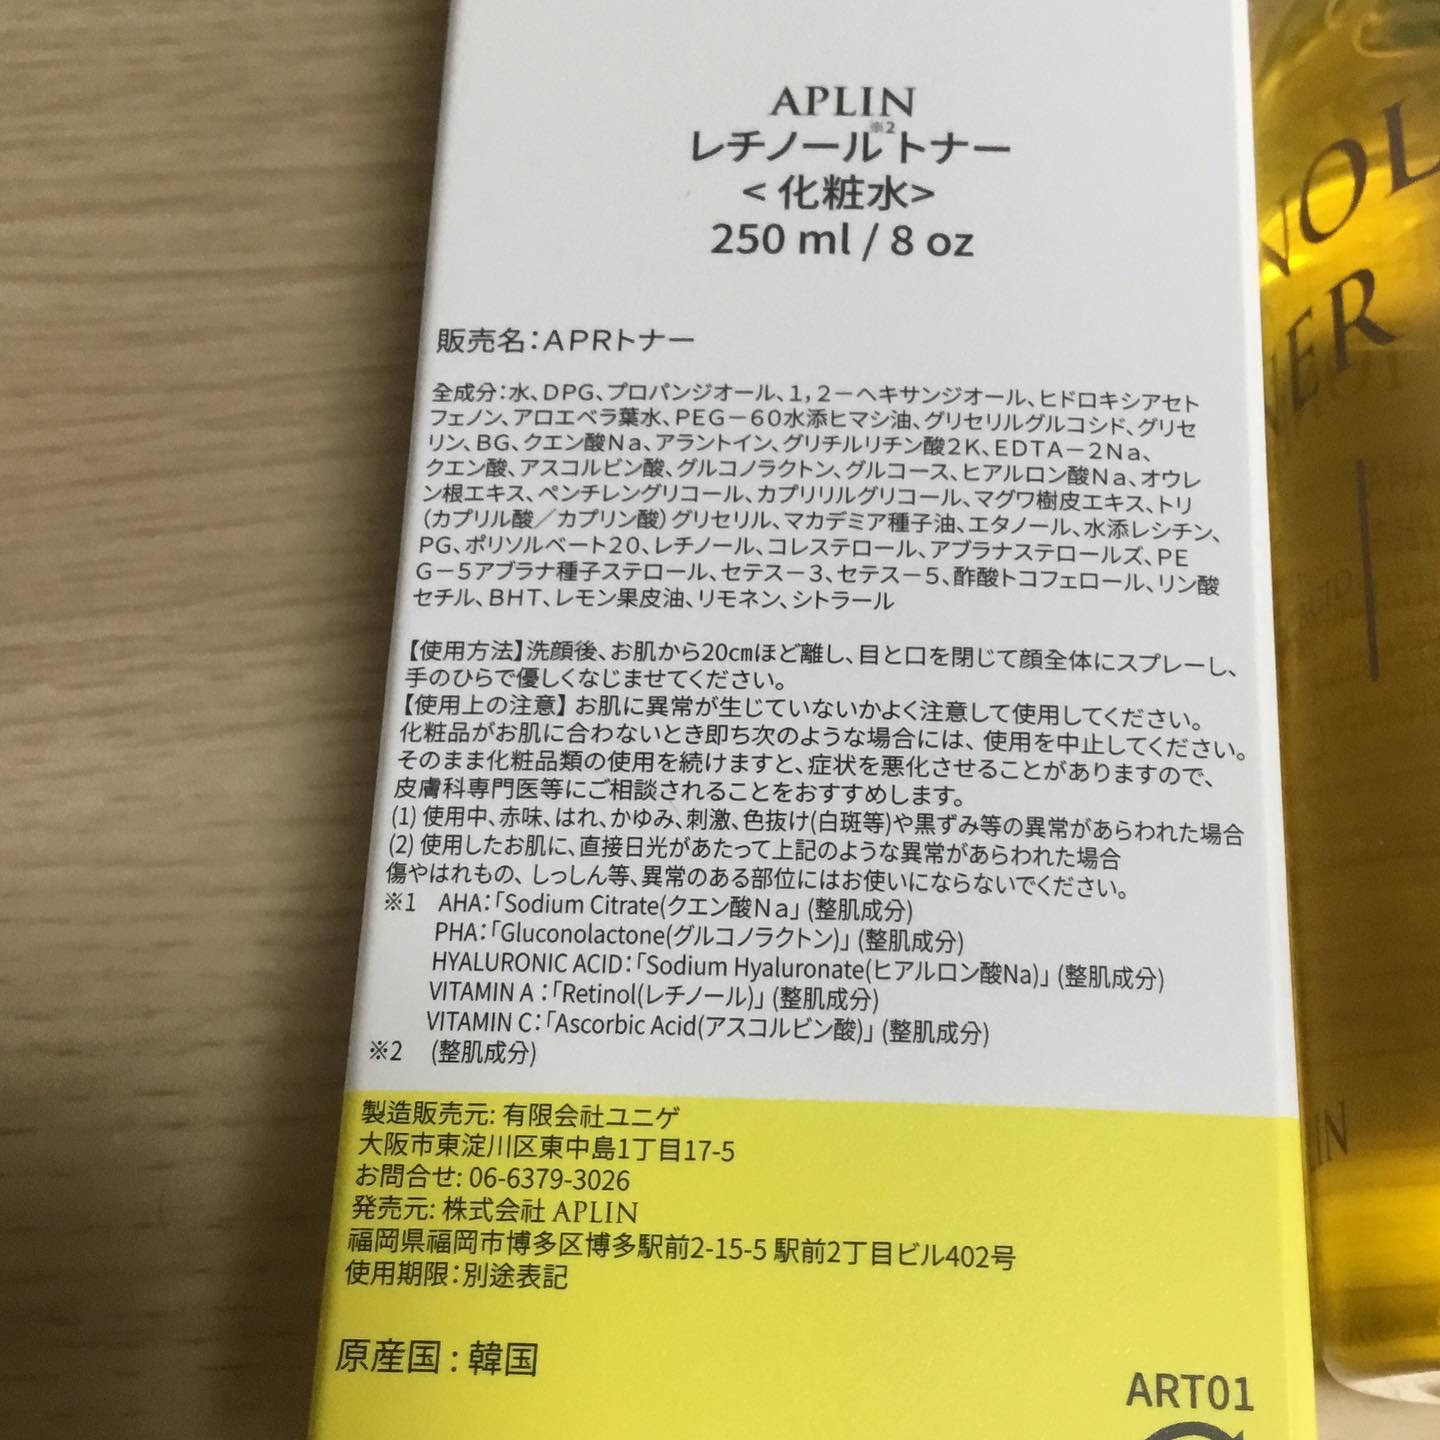 APLIN
レチノール※2トナー
<化粧水>
250 ml / 8 oz
販売名：APRトナー
全成分：水、DPG、プロパンジオール、1，2－ヘキサンジオール、ヒドロキシアセト
フェノン、アロエベラ葉水、PEG－60水添ヒマシ油、グリセリルグルコシド、グリセ
リン、BG、クエン酸Na、アラントイン、グリチルリチン酸2K、EDTA－2Na、
クエン酸、アスコルビン酸、グルコノラクトン、グルコース、ヒアルロン酸Na、オウレ
ン根エキス、ペンチレングリコール、カプリリルグリコール、マグワ樹皮エキス、トリ
（カプリル酸／カプリン酸）グリセリル、マカデミア種子油、エタノール、水添レシチン、
PG、ポリソルベート20、レチノール、コレステロール、アブラナステロールズ、PE
G－5アブラナ種子ステロール、セテス－3、セテス－5、酢酸トコフェロール、リン酸
セチル、BHT、レモン果皮油、リモネン、シトラール
【使用方法】洗顔後、お肌から20㎝ほど離し、目と口を閉じて顔全体にスプレーし、
手のひらで優しくなじませてください。
【使用上の注意】お肌に異常が生じていないかよく注意して使用してください。
化粧品がお肌に合わないとき即ち次のような場合には、使用を中止してください。
そのまま化粧品類の使用を続けますと、症状を悪化させることがありますので、
皮膚科専門医等にご相談されることをおすすめします。
(1) 使用中、赤味、はれ、かゆみ、刺激、色抜け(白斑等)や黒ずみ等の異常があらわれた場合
(2) 使用したお肌に、直接日光があたって上記のような異常があらわれた場合
傷やはれもの、しっしん等、異常のある部位にはお使いにならないでください。
※1 AHA：「Sodium Citrate(クエン酸Na」(整肌成分)
PHA：「Gluconolactone(グルコノラクトン)」(整肌成分)
HYALURONIC ACID：「Sodium Hyaluronate(ヒアルロン酸Na)」(整肌成分)
VITAMIN A：「Retinol(レチノール)」(整肌成分)
VITAMIN C：「Ascorbic Acid(アスコルビン酸)」(整肌成分)
※2 (整肌成分)
製造販売元: 有限会社ユニゲ
大阪市東淀川区東中島1丁目17-5
お問合せ: 06-6379-3026
発売元: 株式会社 APLIN
福岡県福岡市博多区博多駅前2-15-5 駅前2丁目ビル402号
使用期限：別途表記
原産国：韓国
ART01
NOL
NER
ACID
LIN